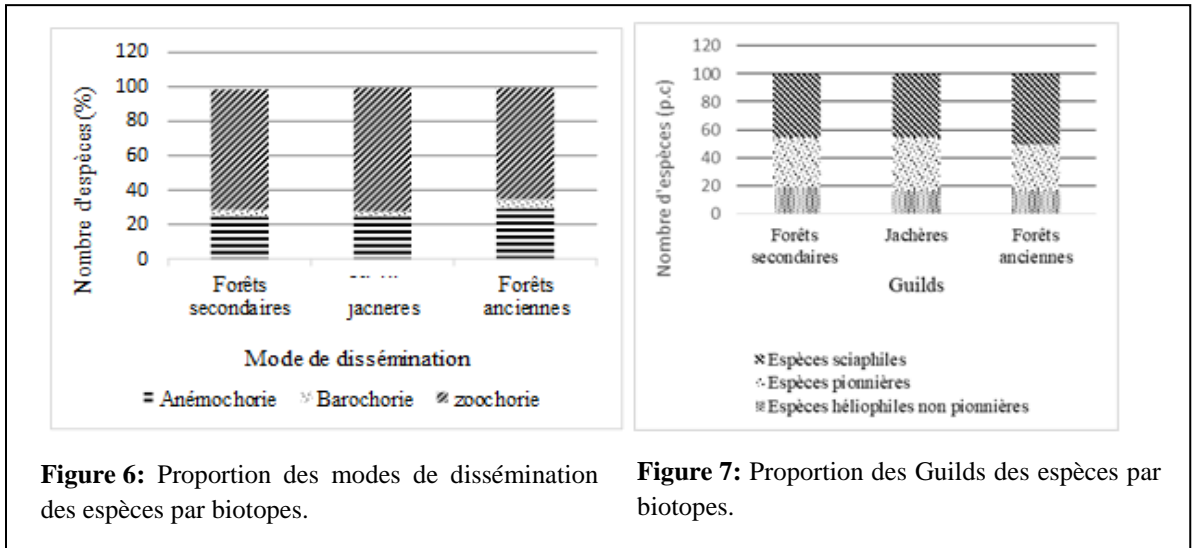 120
100
80
60
40
20
0
Nombre d'espèces (%)
Forêts secondaires
jacneres
Forêts anciennes
Mode de dissémination
Anémochorie Barochorie zoochorie
Figure 6: Proportion des modes de dissémination
des espèces par biotopes.
120
100
80
60
40
20
0
Nombre d'espèces (p.c)
Forêts secondaires
Jachères
Forêts anciennes
Guilds
Espèces sciaphiles
Espèces pionnières
Espèces héliophiles non pionnières
Figure 7: Proportion des Guilds des espèces par
biotopes.